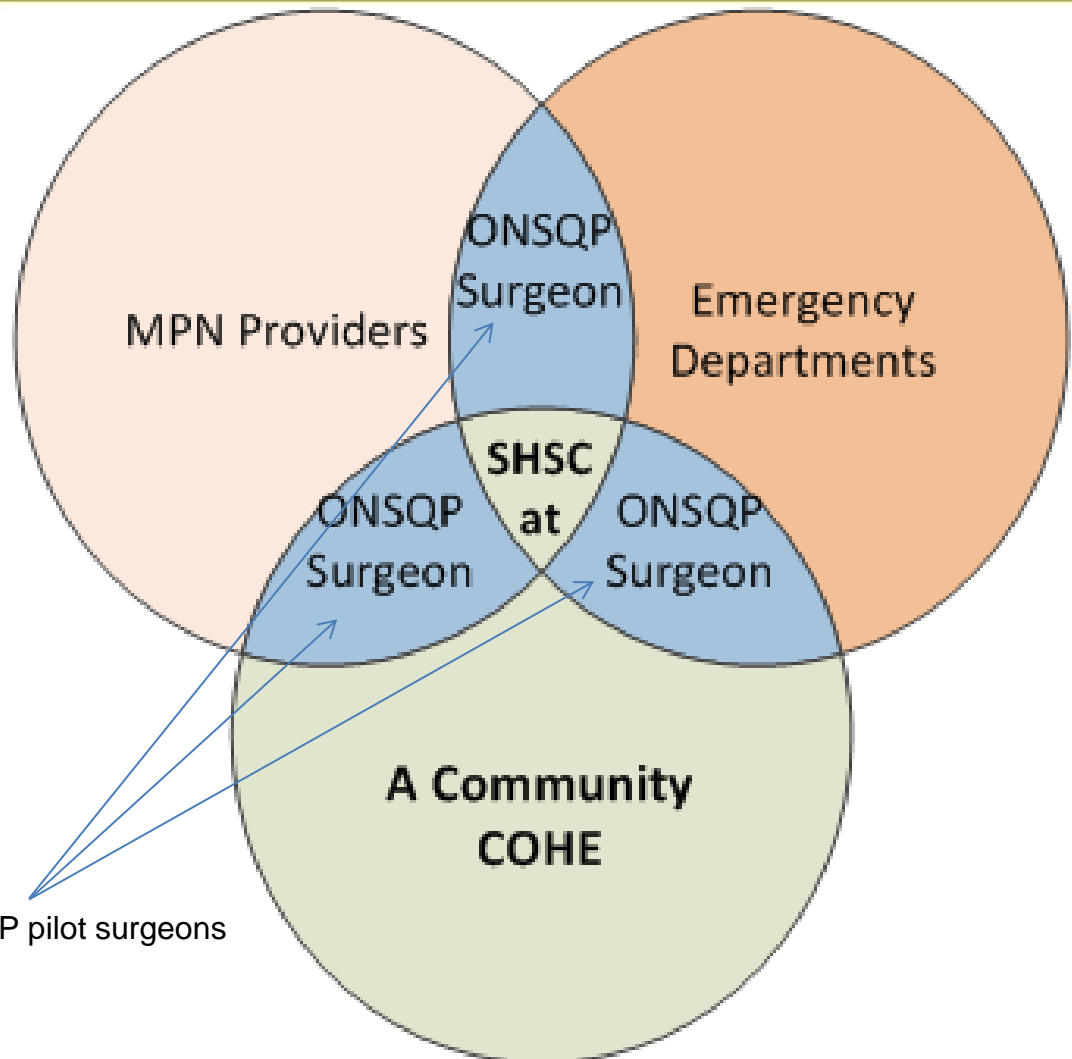 ONSQP
Surgeon
MPN Providers
Emergency
Departments
SHSC
at
ONSQP
Surgeon
ONSQP
Surgeon
A Community
COHE
P pilot surgeons